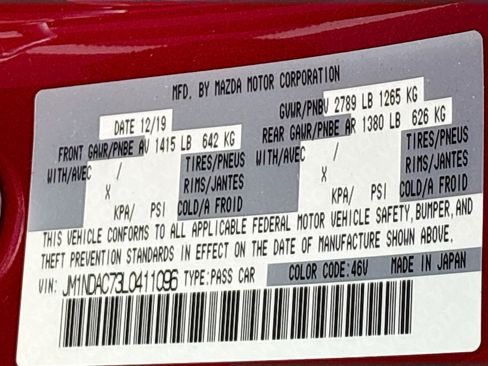 MFD. BY MAZDA MOTOR CORPORATION
DATE 12/19 GVWR/PNBV 2789 LB 1265 KG
FRONT GAWR/PNBE AV 1415 LB 642 KG REAR GAWR/PNBE AR 1380 LB 626 KG
WITH/AVEC / TIRES/PNEUS WITH/AVEC / TIRES/PNEUS
X RIMS/JANTES X RIMS/JANTES
KPA/ PSI COLD/A FROID KPA/ PSI COLD/A FROID
THIS VEHICLE CONFORMS TO ALL APPLICABLE FEDERAL MOTOR VEHICLE SAFETY, BUMPER, AND
THEFT PREVENTION STANDARDS IN EFFECT ON THE DATE OF MANUFACTURE SHOWN ABOVE.
VIN: JM1NDAC73L0411096 TYPE:PASS CAR COLOR CODE:46V MADE IN JAPAN